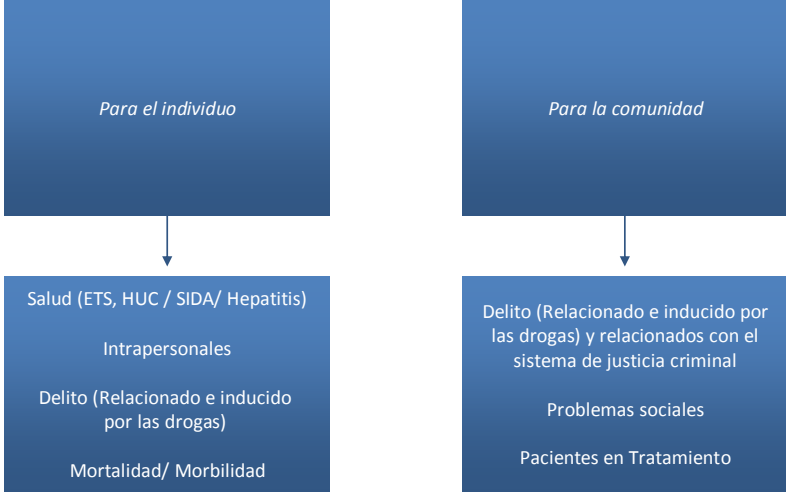 Para el individuo
Para la comunidad
Salud (ETS, HUC / SIDA/ Hepatitis)
Intrapersonales
Delito (Relacionado e inducido
por las drogas)
Mortalidad/ Morbilidad
Delito (Relacionado e inducido por
las drogas) y relacionados con el
sistema de justicia criminal
Problemas sociales
Pacientes en Tratamiento